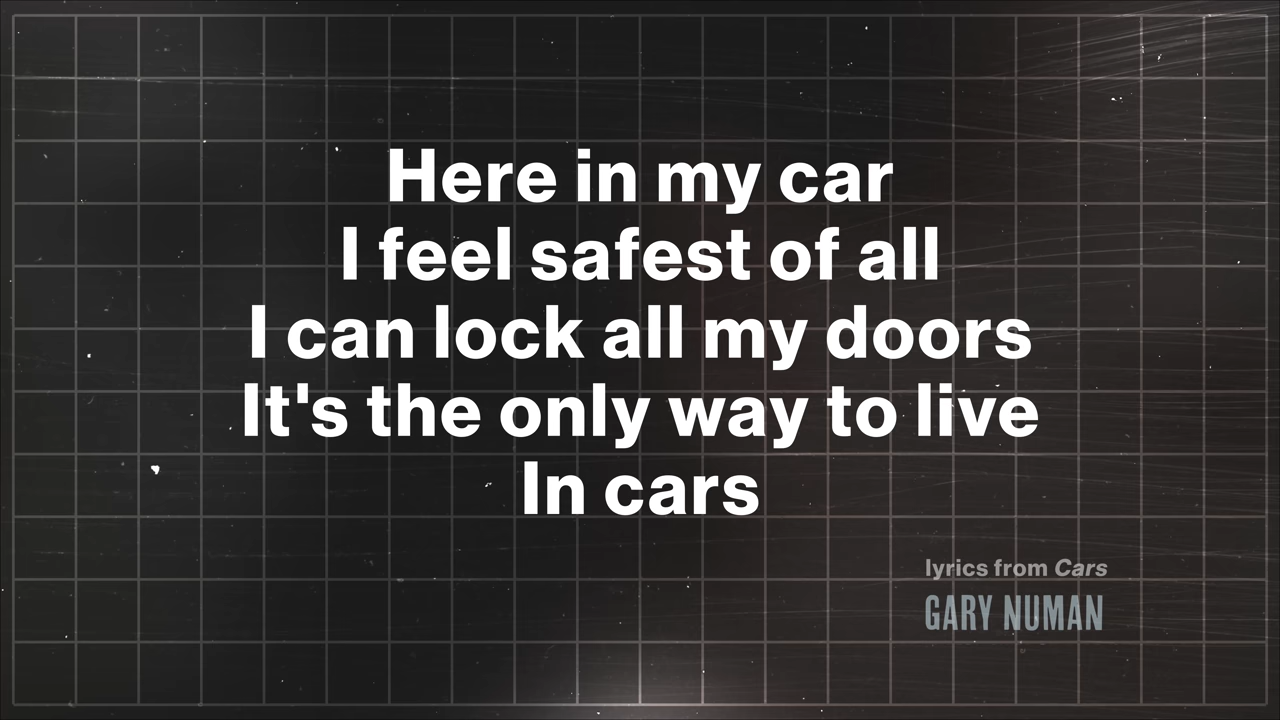 Here in my car
I feel safest of all
I can lock all my doors
It's the only way to live
In cars
lyrics from Cars
GARY NUMAN